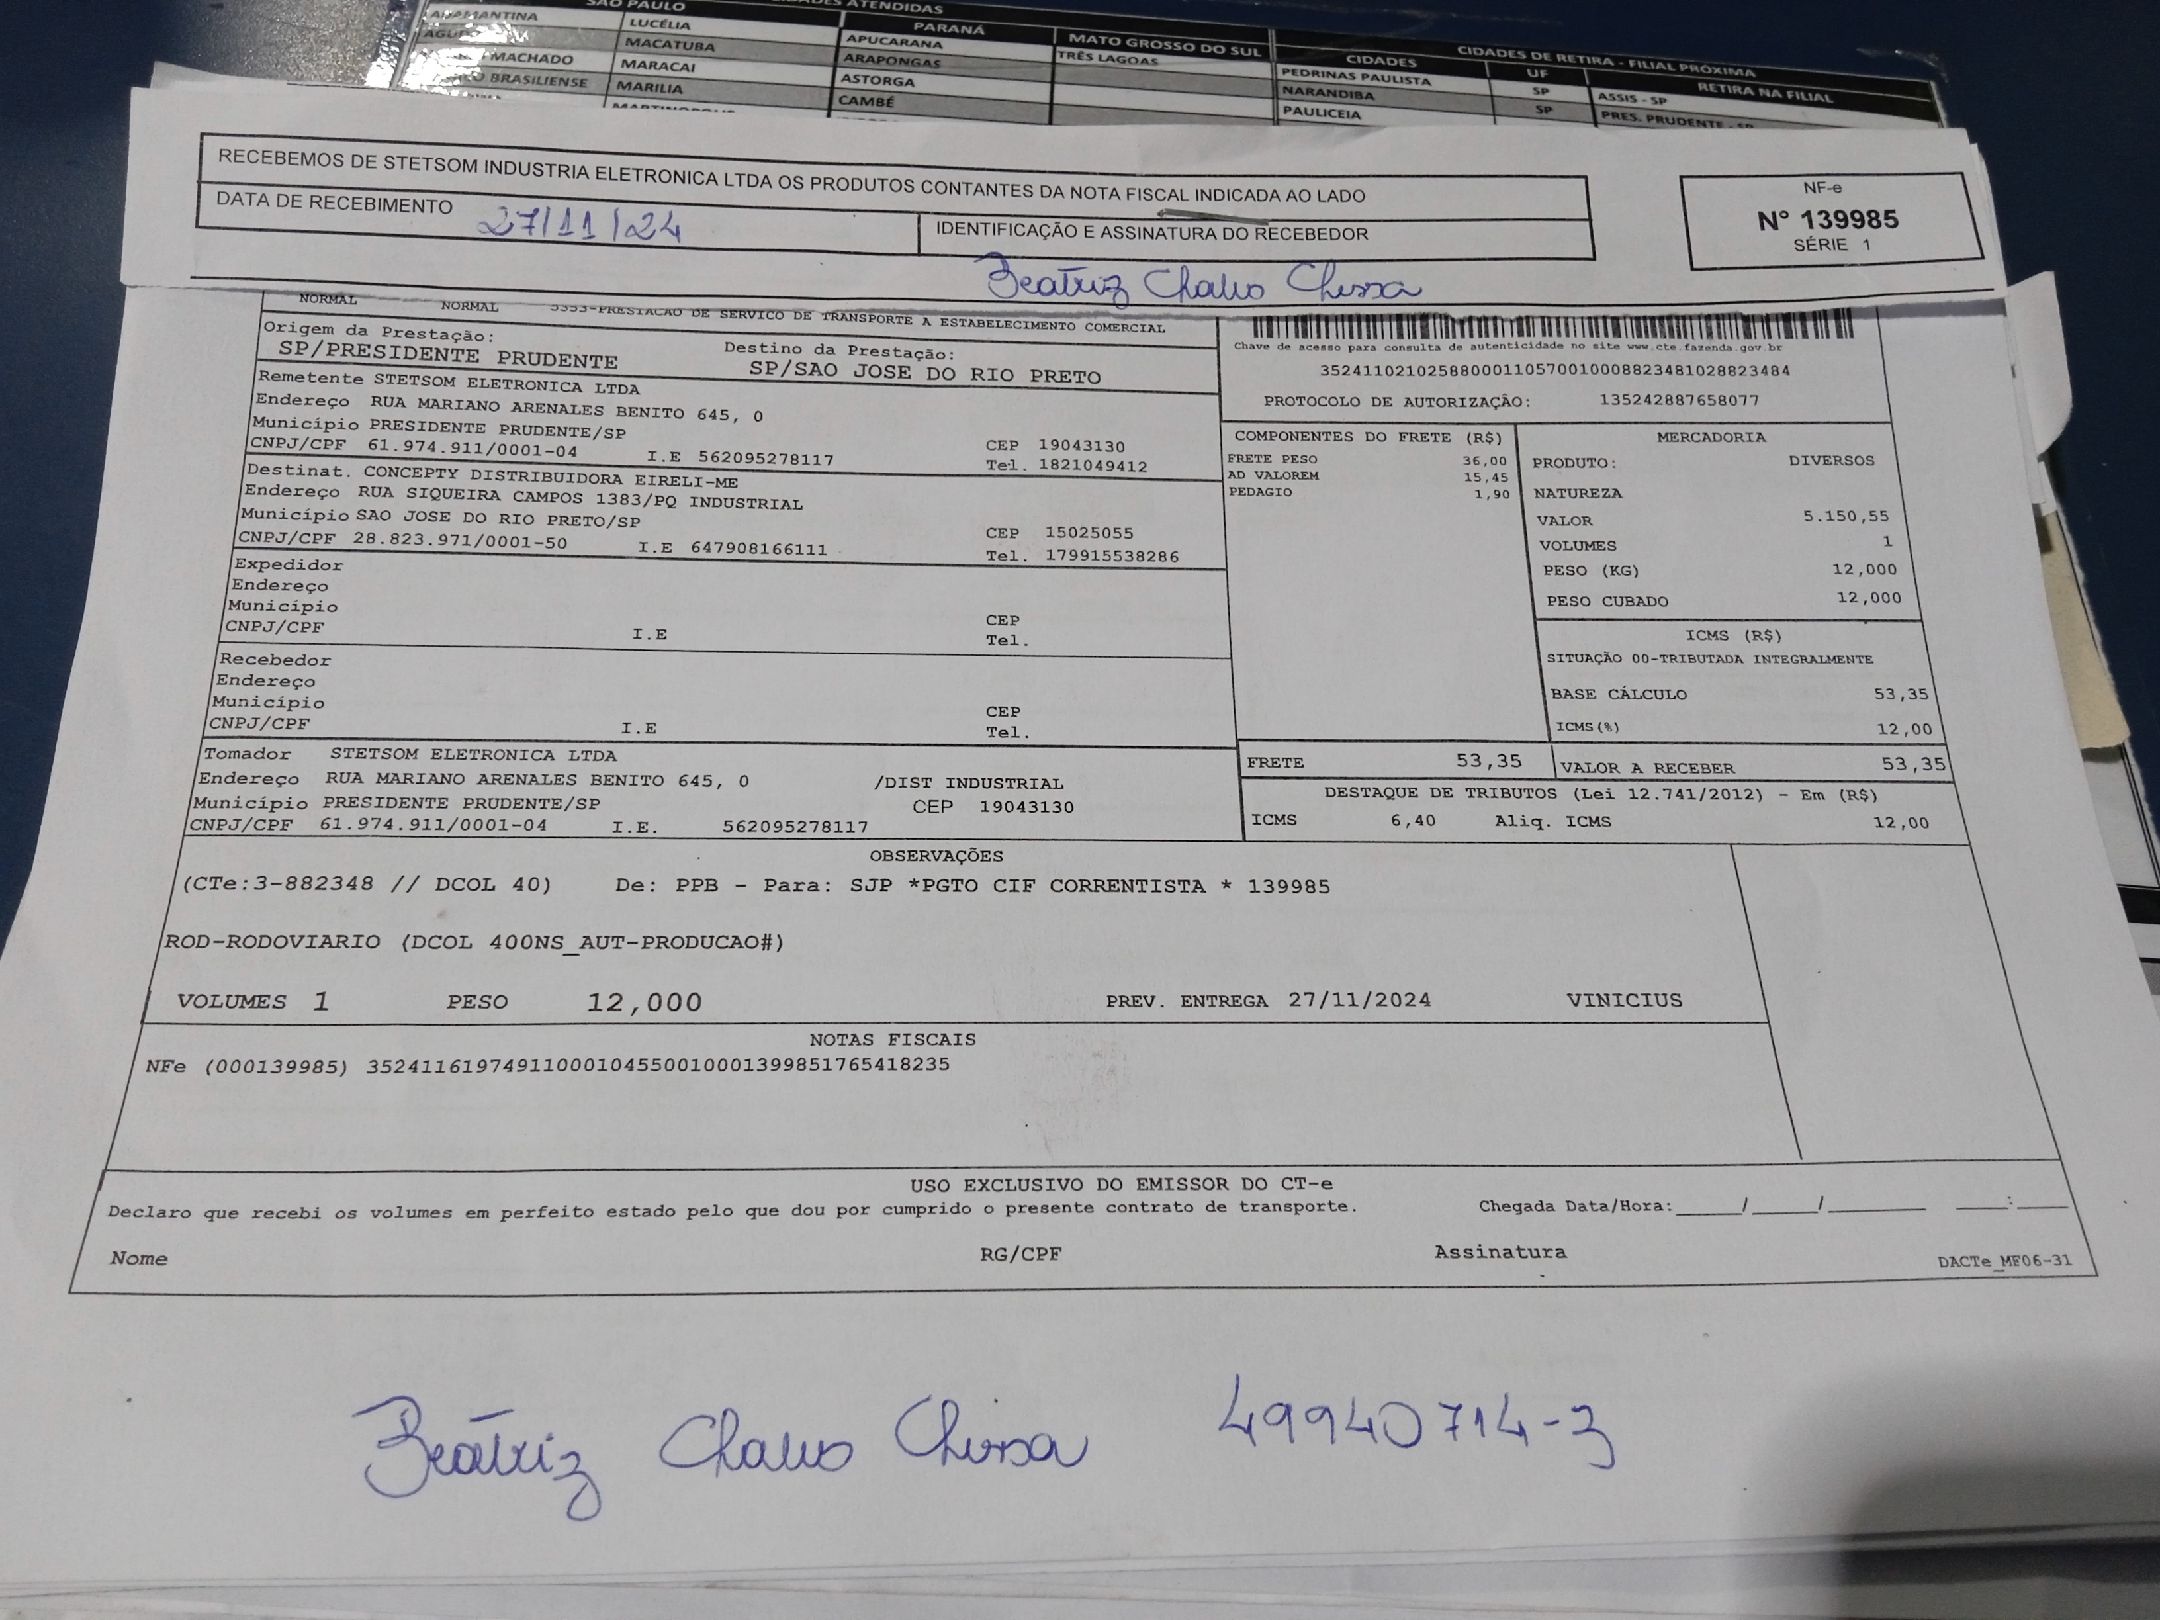 SÃO PAULO
ATENDIDAS
ADAMANTINA LUCÉLIA PARANÁ MATO GROSSO DO SUL CIDADES DE RETIRA - FILIAL PRÓXIMA
MACATUBA APUCARANA TRÊS LAGOAS CIDADES UF RETIRA NA FILIAL
MACHADO MARACAI ARAPONGAS PEDRINAS PAULISTA SP ASSIS - SP
BRASILIENSE MARILIA ASTORGA NARANDIBA SP PRES. PRUDENTE - SP
CAMBÉ PAULICEIA
RECEBEMOS DE STETSOM INDUSTRIA ELETRONICA LTDA OS PRODUTOS CONTANTES DA NOTA FISCAL INDICADA AO LADO
DATA DE RECEBIMENTO 27/11/24
IDENTIFICAÇÃO E ASSINATURA DO RECEBEDOR
Beatriz
NF-e
Nº 139985
SÉRIE 1
NORMAL NORMAL 5353-PRESTACAO DE SERVICO DE TRANSPORTE A ESTABELECIMENTO COMERCIAL
Origem da Prestação: Destino da Prestação:
SP/PRESIDENTE PRUDENTE SP/SAO JOSE DO RIO PRETO
Remetente STETSOM ELETRONICA LTDA
Endereço RUA MARIANO ARENALES BENITO 645, 0
Município PRESIDENTE PRUDENTE/SP CEP 19043130
CNPJ/CPF 61.974.911/0001-04 I.E 562095278117 Tel. 1821049412
Destinat. CONCEPTY DISTRIBUIDORA EIRELI-ME
Endereço RUA SIQUEIRA CAMPOS 1383/PQ INDUSTRIAL
Município SAO JOSE DO RIO PRETO/SP CEP 15025055
CNPJ/CPF 28.823.971/0001-50 I.E 647908166111 Tel. 179915538286
Expedidor
Endereço
Município CEP
CNPJ/CPF I.E Tel.
Recebedor
Endereço
Município CEP
CNPJ/CPF I.E Tel.
Tomador STETSOM ELETRONICA LTDA
Endereço RUA MARIANO ARENALES BENITO 645, 0 /DIST INDUSTRIAL
Município PRESIDENTE PRUDENTE/SP CEP 19043130
CNPJ/CPF 61.974.911/0001-04 I.E. 562095278117
Chave de acesso para consulta de autenticidade no site www.cte.fazenda.gov.br
35241102102588000110570010008823481028823484
PROTOCOLO DE AUTORIZAÇÃO: 135242887658077
COMPONENTES DO FRETE (R$)
FRETE PESO 36,00
AD VALOREM 15,45
PEDAGIO 1,90
MERCADORIA
PRODUTO: DIVERSOS
NATUREZA
VALOR 5.150,55
VOLUMES 1
PESO (KG) 12,000
PESO CUBADO 12,000
ICMS (R$)
SITUAÇÃO 00-TRIBUTADA INTEGRALMENTE
BASE CÁLCULO 53,35
ICMS(%) 12,00
FRETE 53,35 VALOR A RECEBER 53,35
DESTAQUE DE TRIBUTOS (Lei 12.741/2012) - Em (R$)
ICMS 6,40 Aliq. ICMS 12,00
OBSERVAÇÕES
(CTe:3-882348 // DCOL 40) De: PPB - Para: SJP *PGTO CIF CORRENTISTA * 139985
ROD-RODOVIARIO (DCOL 400NS_AUT-PRODUCAO#)
VOLUMES 1 PESO 12,000 PREV. ENTREGA 27/11/2024 VINICIUS
NOTAS FISCAIS
NFe (000139985) 35241161974911000104550010001399851765418235
USO EXCLUSIVO DO EMISSOR DO CT-e
Declaro que recebi os volumes em perfeito estado pelo que dou por cumprido o presente contrato de transporte. Chegada Data/Hora:_____/_____/________ ____:____
Nome RG/CPF Assinatura DACTe_MF06-31
Beatriz 49940714-3